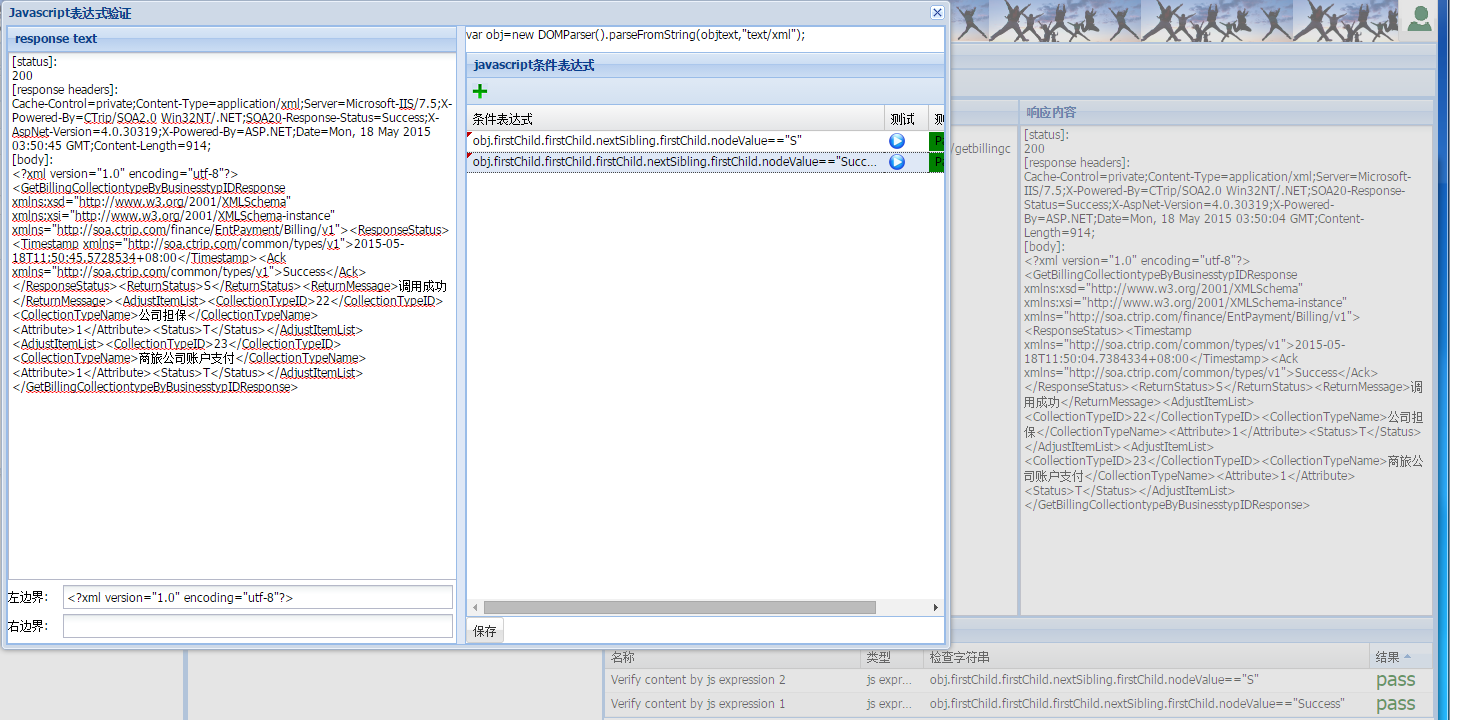 Javascript表达式验证
response text
[status]:
200
[response headers]:
Cache-Control=private;Content-Type=application/xml;Server=Microsoft-IIS/7.5;X-
Powered-By=CTrip/SOA2.0 Win32NT/.NET;SOA20-Response-Status=Success;X-
AspNet-Version=4.0.30319;X-Powered-By=ASP.NET;Date=Mon, 18 May 2015
03:50:45 GMT;Content-Length=914;
[body]:
<?xml version="1.0" encoding="utf-8"?>
<GetBillingCollectiontypeByBusinesstypIDResponse
xmlns:xsd="http://www.w3.org/2001/XMLSchema"
xmlns:xsi="http://www.w3.org/2001/XMLSchema-instance"
xmlns="http://soa.ctrip.com/finance/EntPayment/Billing/v1"><ResponseStatus>
<Timestamp xmlns="http://soa.ctrip.com/common/types/v1">2015-05-
18T11:50:45.5728534+08:00</Timestamp><Ack
xmlns="http://soa.ctrip.com/common/types/v1">Success</Ack>
</ResponseStatus><ReturnStatus>S</ReturnStatus><ReturnMessage>调用成功
</ReturnMessage><AdjustItemList><CollectionTypeID>22</CollectionTypeID>
<CollectionTypeName>公司担保</CollectionTypeName>
<Attribute>1</Attribute><Status>T</Status></AdjustItemList>
<AdjustItemList><CollectionTypeID>23</CollectionTypeID>
<CollectionTypeName>商旅公司账户支付</CollectionTypeName>
<Attribute>1</Attribute><Status>T</Status></AdjustItemList>
</GetBillingCollectiontypeByBusinesstypIDResponse>
左边界: <?xml version="1.0" encoding="utf-8"?>
右边界:
var obj=new DOMParser().parseFromString(objtext,"text/xml");
javascript条件表达式
条件表达式 测试
obj.firstChild.firstChild.nextSibling.firstChild.nodeValue=="S"
obj.firstChild.firstChild.firstChild.nextSibling.firstChild.nodeValue=="Succ...
保存
/getbillingc
响应内容
[status]:
200
[response headers]:
Cache-Control=private;Content-Type=application/xml;Server=Microsoft-
IIS/7.5;X-Powered-By=CTrip/SOA2.0 Win32NT/.NET;SOA20-Response-
Status=Success;X-AspNet-Version=4.0.30319;X-Powered-
By=ASP.NET;Date=Mon, 18 May 2015 03:50:04 GMT;Content-
Length=914;
[body]:
<?xml version="1.0" encoding="utf-8"?>
<GetBillingCollectiontypeByBusinesstypIDResponse
xmlns:xsd="http://www.w3.org/2001/XMLSchema"
xmlns:xsi="http://www.w3.org/2001/XMLSchema-instance"
xmlns="http://soa.ctrip.com/finance/EntPayment/Billing/v1">
<ResponseStatus><Timestamp
xmlns="http://soa.ctrip.com/common/types/v1">2015-05-
18T11:50:04.7384334+08:00</Timestamp><Ack
xmlns="http://soa.ctrip.com/common/types/v1">Success</Ack>
</ResponseStatus><ReturnStatus>S</ReturnStatus><ReturnMessage>调
用成功</ReturnMessage><AdjustItemList>
<CollectionTypeID>22</CollectionTypeID><CollectionTypeName>公司担
保</CollectionTypeName><Attribute>1</Attribute><Status>T</Status>
</AdjustItemList><AdjustItemList>
<CollectionTypeID>23</CollectionTypeID><CollectionTypeName>商旅公
司账户支付</CollectionTypeName><Attribute>1</Attribute>
<Status>T</Status></AdjustItemList>
</GetBillingCollectiontypeByBusinesstypIDResponse>
名称 类型 检查字符串 结果
Verify content by js expression 2 js expr... obj.firstChild.firstChild.nextSibling.firstChild.nodeValue=="S" pass
Verify content by js expression 1 js expr... obj.firstChild.firstChild.firstChild.nextSibling.firstChild.nodeValue=="Success" pass